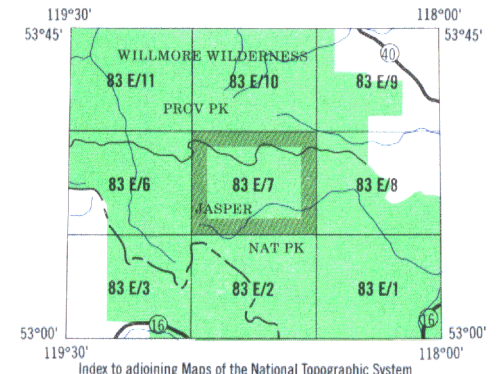 119°30' 118°00'
53°45' 53°45'
WILLMORE WILDERNESS
40
83 E/11 83 E/10 83 E/9
PROV PK
83 E/6 83 E/7 83 E/8
JASPER
NAT PK
83 E/3 83 E/2 83 E/1
16 16
53°00' 53°00'
119°30' 118°00'
Index to adjoining Maps of the National Topographic System